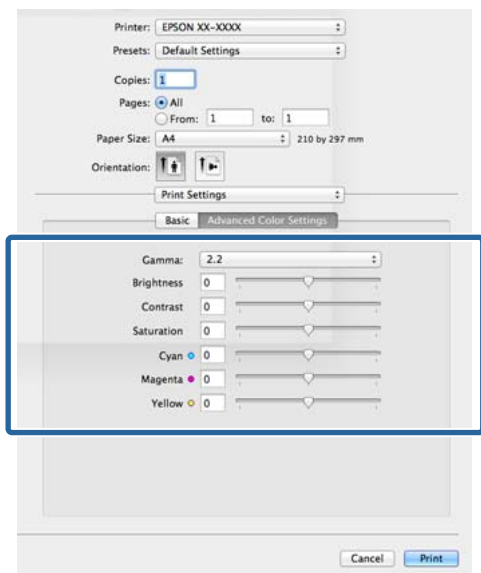 Printer: EPSON XX-XXXX
Presets: Default Settings
Copies: 1
Pages: All
From: 1 to: 1
Paper Size: A4 210 by 297 mm
Orientation:
Print Settings
Basic Advanced Color Settings
Gamma: 2.2
Brightness 0
Contrast 0
Saturation 0
Cyan 0
Magenta 0
Yellow 0
Cancel Print